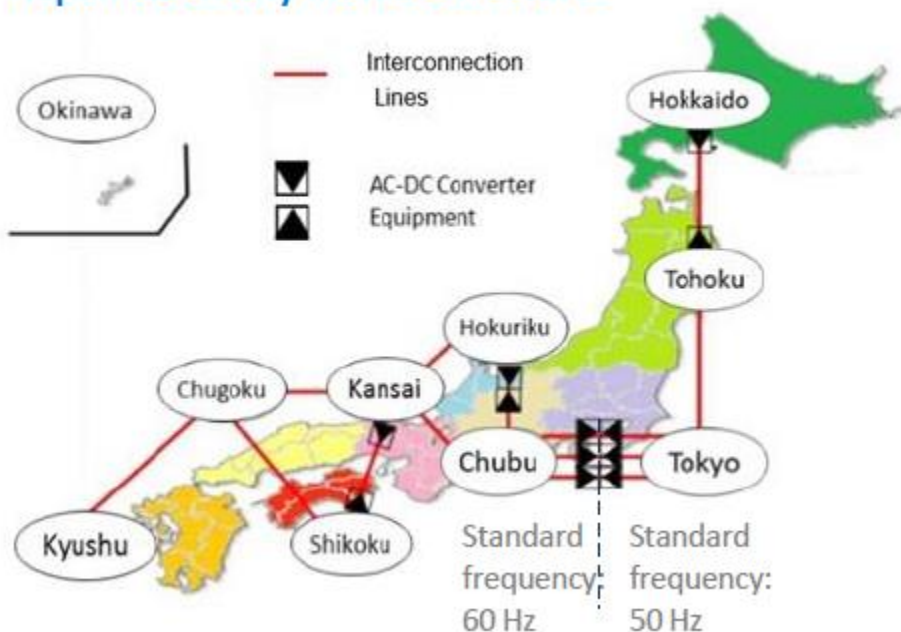 Interconnection
Lines
Okinawa
AC-DC Converter
Equipment
Hokkaido
Tohoku
Hokuriku
Chugoku
Kansai
Chubu
Tokyo
Kyushu
Shikoku
Standard
frequency:
60 Hz
Standard
frequency:
50 Hz